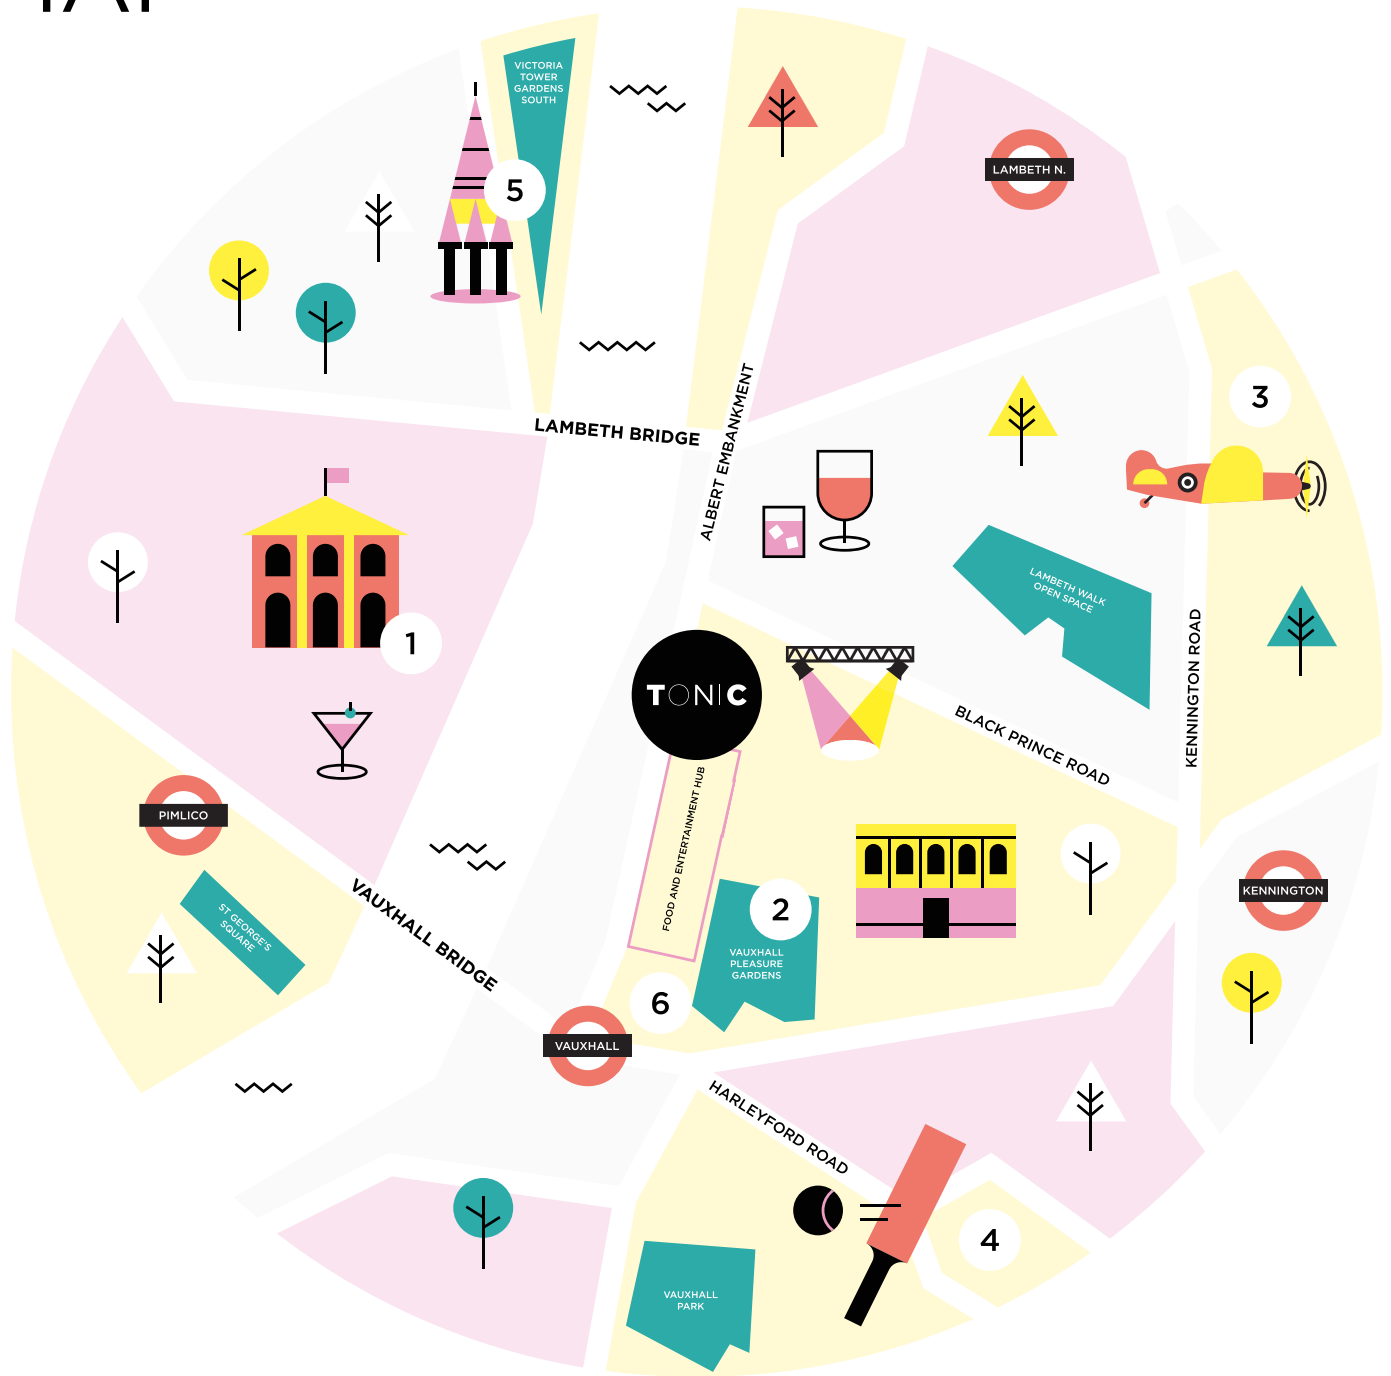 VICTORIA
TOWER
GARDENS
SOUTH
LAMBETH N.
5
3
LAMBETH BRIDGE
ALBERT EMBANKMENT
LAMBETH WALK
OPEN SPACE
KENNINGTON ROAD
1
TONIC
BLACK PRINCE ROAD
FOOD AND ENTERTAINMENT HUB
PIMLICO
ST GEORGE'S
SQUARE
VAUXHALL BRIDGE
KENNINGTON
2
VAUXHALL
PLEASURE
GARDENS
6
VAUXHALL
HARLEYFORD ROAD
4
VAUXHALL
PARK